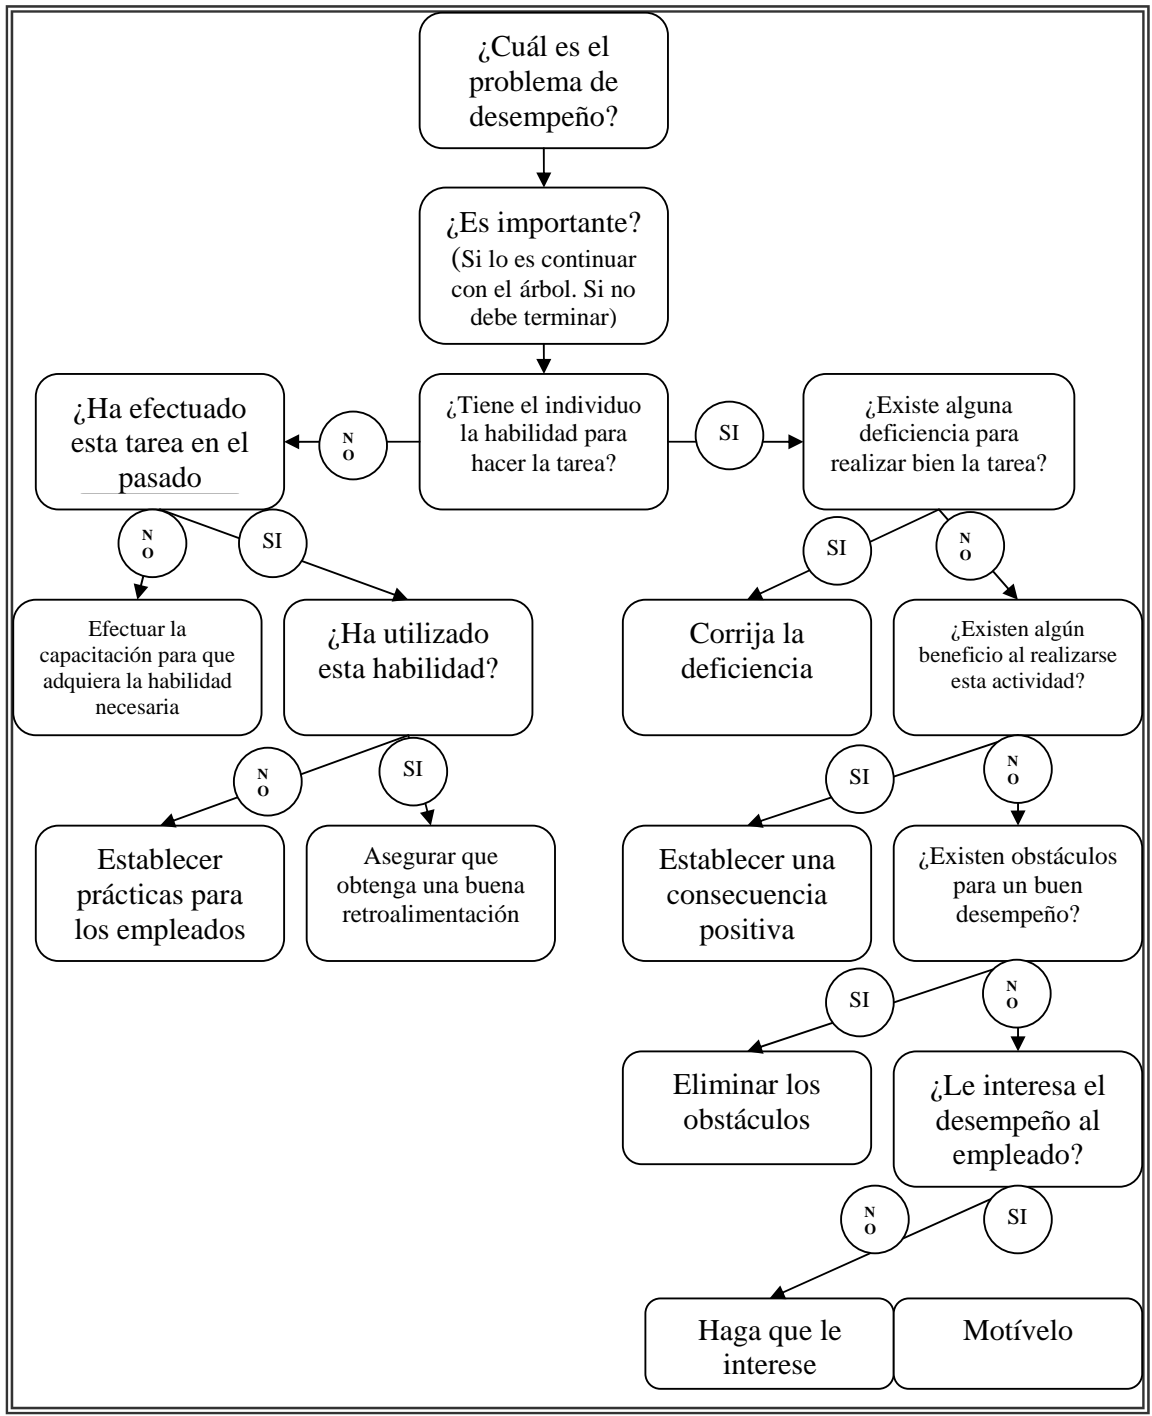 ¿Cuál es el
problema de
desempeño?
¿Es importante?
(Si lo es continuar
con el árbol. Si no
debe terminar)
¿Ha efectuado
esta tarea en el
pasado
N
O
¿Tiene el individuo
la habilidad para
hacer la tarea?
SI
¿Existe alguna
deficiencia para
realizar bien la tarea?
N
O
SI
SI
N
O
Efectuar la
capacitación para que
adquiera la habilidad
necesaria
¿Ha utilizado
esta habilidad?
Corrija la
deficiencia
¿Existen algún
beneficio al realizarse
esta actividad?
N
O
SI
SI
N
O
Establecer
prácticas para
los empleados
Asegurar que
obtenga una buena
retroalimentación
Establecer una
consecuencia
positiva
¿Existen obstáculos
para un buen
desempeño?
SI
N
O
Eliminar los
obstáculos
¿Le interesa el
desempeño al
empleado?
N
O
SI
Haga que le
interese
Motívelo